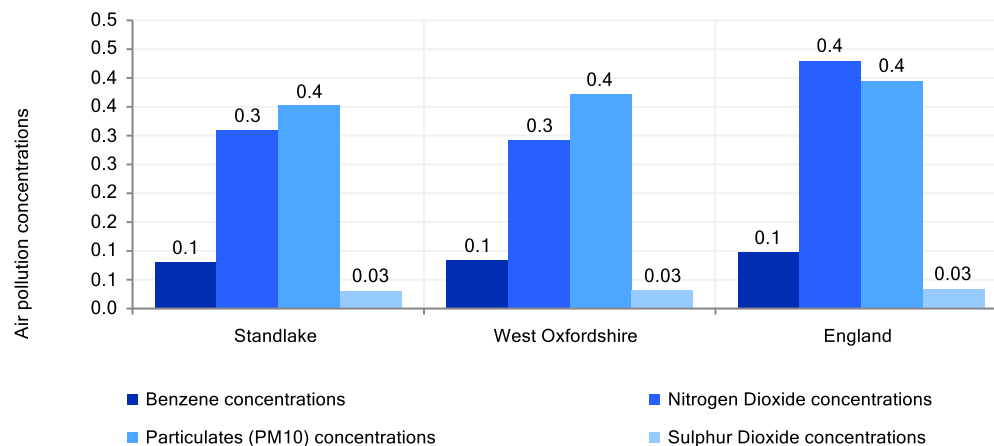 Air pollution concentrations
0.5
0.5
0.4
0.4
0.3
0.3
0.2
0.2
0.1
0.1
0.0
0.1
0.3
0.4
0.03
0.1
0.3
0.4
0.03
0.1
0.4
0.4
0.03
Standlake
West Oxfordshire
England
Benzene concentrations
Nitrogen Dioxide concentrations
Particulates (PM10) concentrations
Sulphur Dioxide concentrations